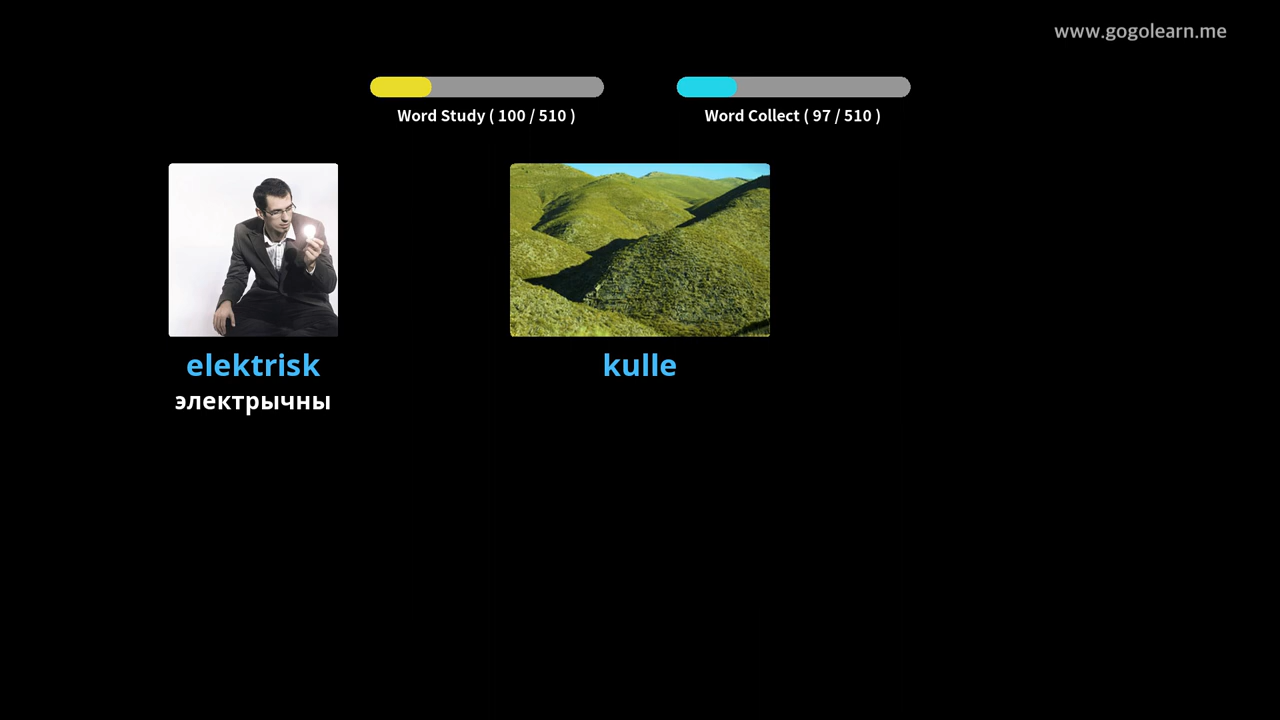 www.gogolearn.me
Word Study ( 100 / 510 )
Word Collect ( 97 / 510 )
elektrisk
электрычны
kulle